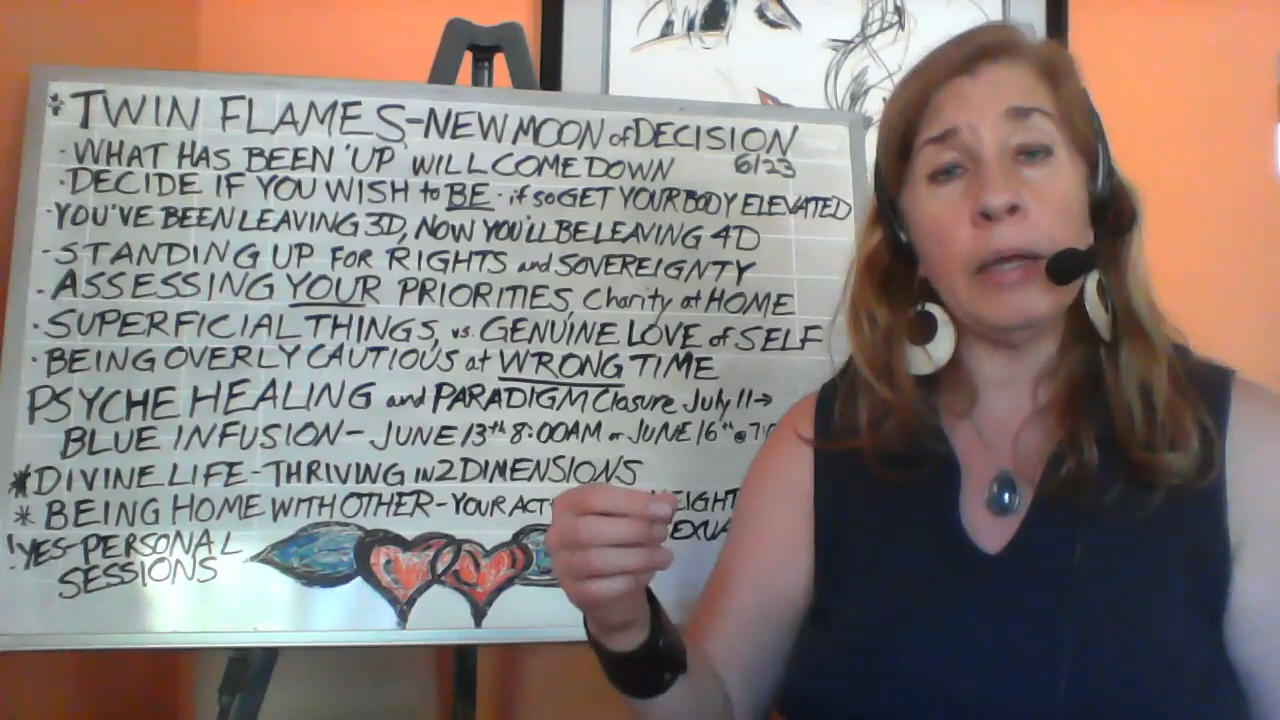 * TWIN FLAMES-NEW MOON of DECISION
· WHAT HAS BEEN 'UP' WILL COME DOWN 6/23
· DECIDE IF YOU WISH to BE · if so GET YOUR BODY ELEVATED
· YOU'VE BEEN LEAVING 3D, NOW YOU'LL BE LEAVING 4D
- STANDING UP FOR RIGHTS and SOVEREIGNTY
· ASSESSING YOUR PRIORITIES, Charity at HOME
· SUPERFICIAL THINGS, vs. GENUINE LOVE of SELF
· BEING OVERLY CAUTIOUS at WRONG TIME
PSYCHE HEALING and PARADIGM Closure July 11→
BLUE INFUSION - JUNE 13th 8:00AM or JUNE 16th @
* DIVINE LIFE - THRIVING in 2 DIMENSIONS
* BEING HOME WITH OTHER - YOUR
! YES - PERSONAL
SESSIONS